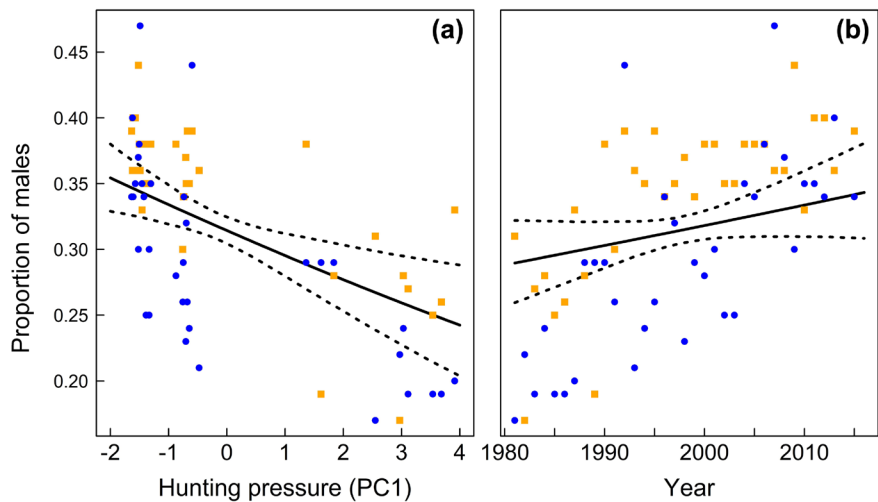 (a)
(b)
Proportion of males
0.45
0.40
0.35
0.30
0.25
0.20
-2 -1 0 1 2 3 4
1980 1990 2000 2010
Hunting pressure (PC1)
Year